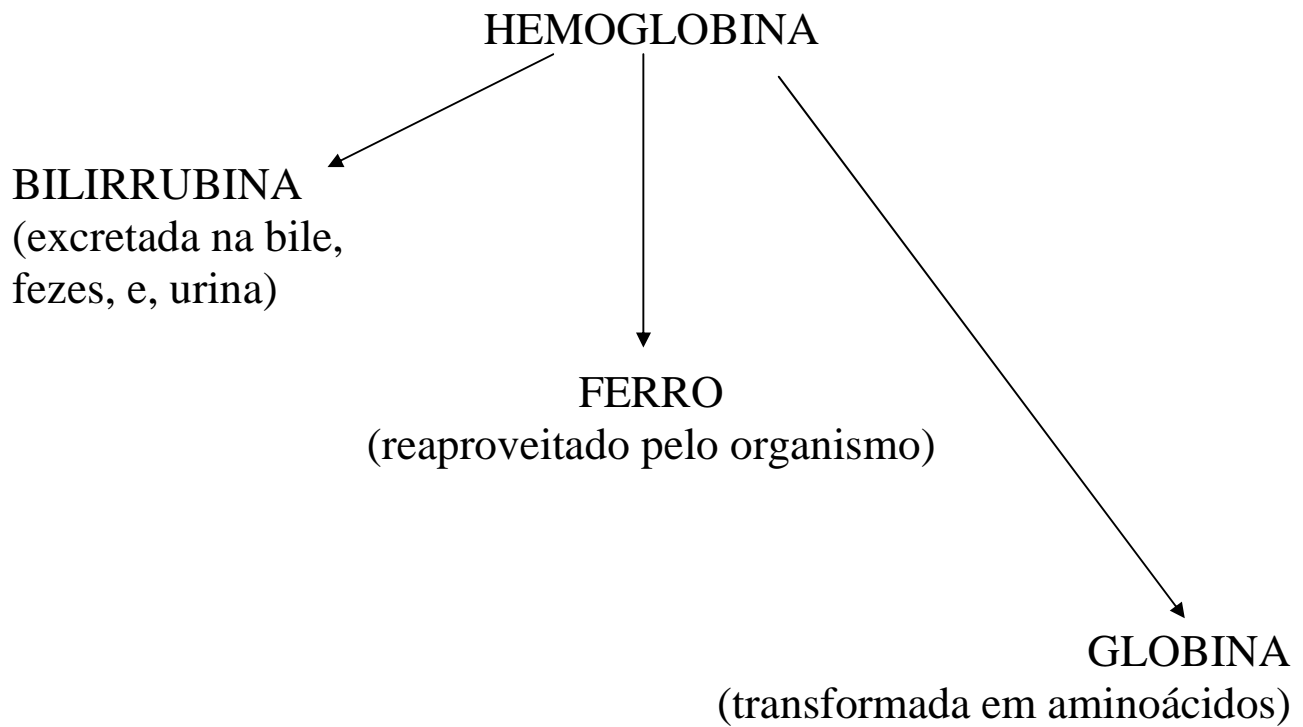 HEMOGLOBINA
BILIRRUBINA
(excretada na bile,
fezes, e, urina)
FERRO
(reaproveitado pelo organismo)
GLOBINA
(transformada em aminoácidos)